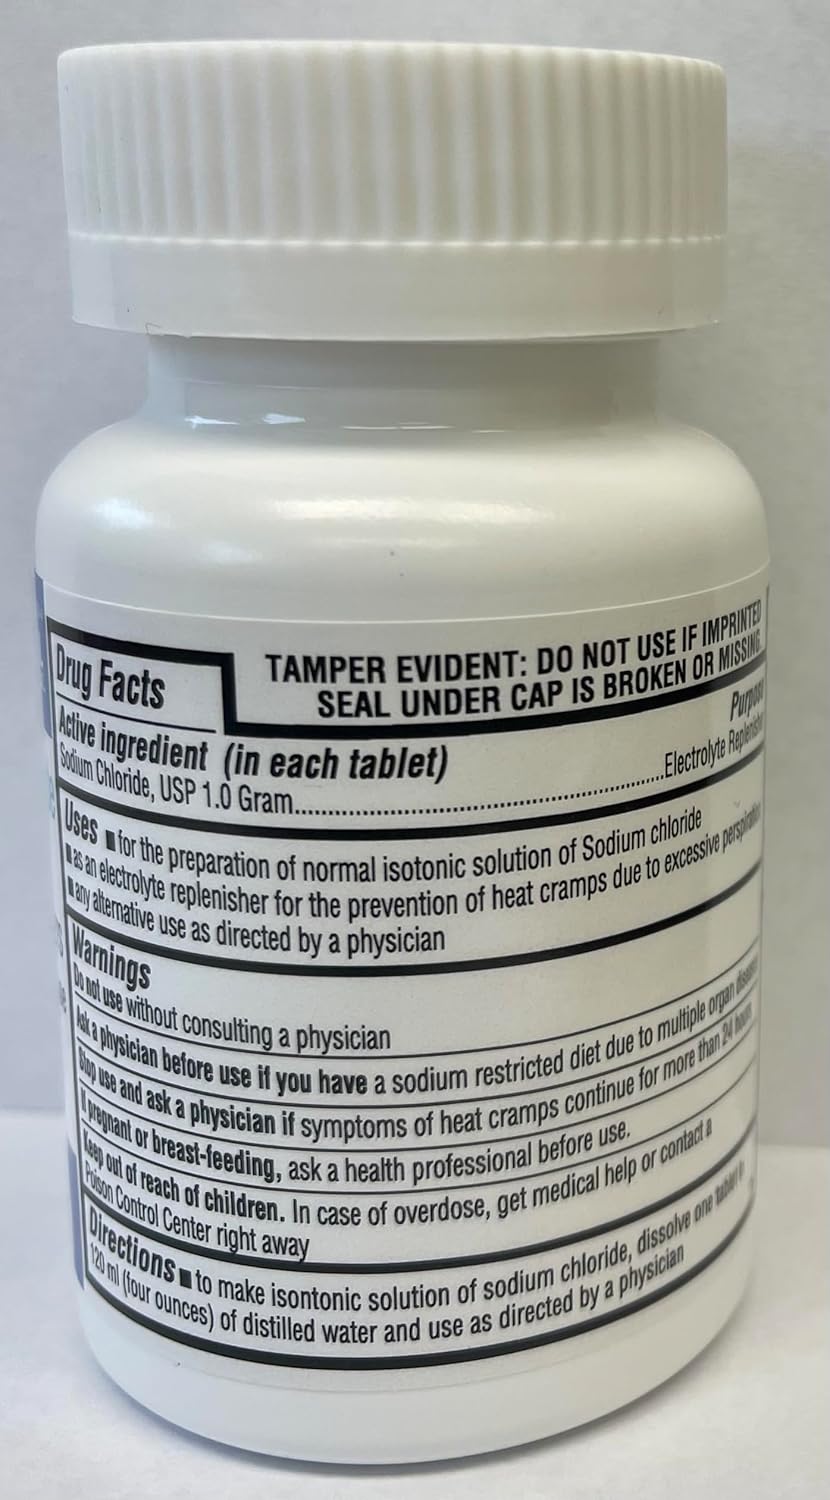 TAMPER EVIDENT: DO NOT USE IF IMPRINTED
SEAL UNDER CAP IS BROKEN OR MISSING
Drug Facts
Active ingredient (in each tablet)
Purpose
Sodium Chloride, USP 1.0 Gram..........Electrolyte Replenisher
Uses ■ for the preparation of normal isotonic solution of Sodium chloride
■ as an electrolyte replenisher for the prevention of heat cramps due to excessive perspiration
■ any alternative use as directed by a physician
Warnings
Do not use without consulting a physician
Ask a physician before use if you have a sodium restricted diet due to multiple organ disease
Stop use and ask a physician if symptoms of heat cramps continue for more than 24 hours
If pregnant or breast-feeding, ask a health professional before use.
Keep out of reach of children. In case of overdose, get medical help or contact a
Poison Control Center right away
Directions ■ to make isontonic solution of sodium chloride, dissolve one tablet in
120 ml (four ounces) of distilled water and use as directed by a physician